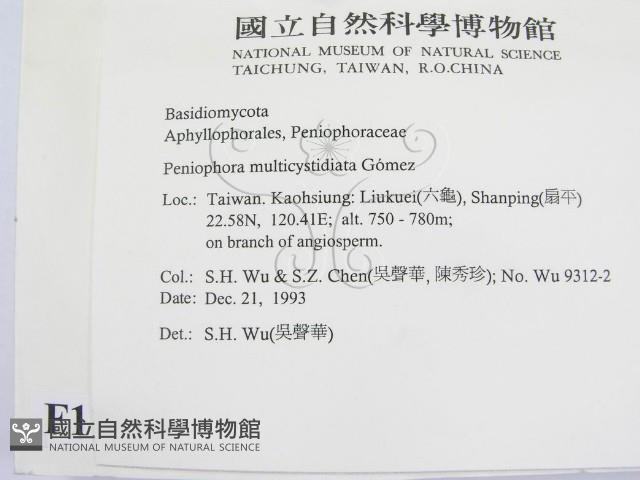 國立自然科學博物館
NATIONAL MUSEUM OF NATURAL SCIENCE
TAICHUNG, TAIWAN, R.O.CHINA
Basidiomycota
Aphyllophorales, Peniophoraceae
Peniophora multicystidiata Gómez
Loc.: Taiwan. Kaohsiung: Liukuei(六龜), Shanping(扇平)
22.58N, 120.41E; alt. 750 - 780m;
on branch of angiosperm.
Col.: S.H. Wu & S.Z. Chen(吳聲華, 陳秀珍); No. Wu 9312-2
Date: Dec. 21, 1993
Det.: S.H. Wu(吳聲華)
F1
國立自然科學博物館
NATIONAL MUSEUM OF NATURAL SCIENCE